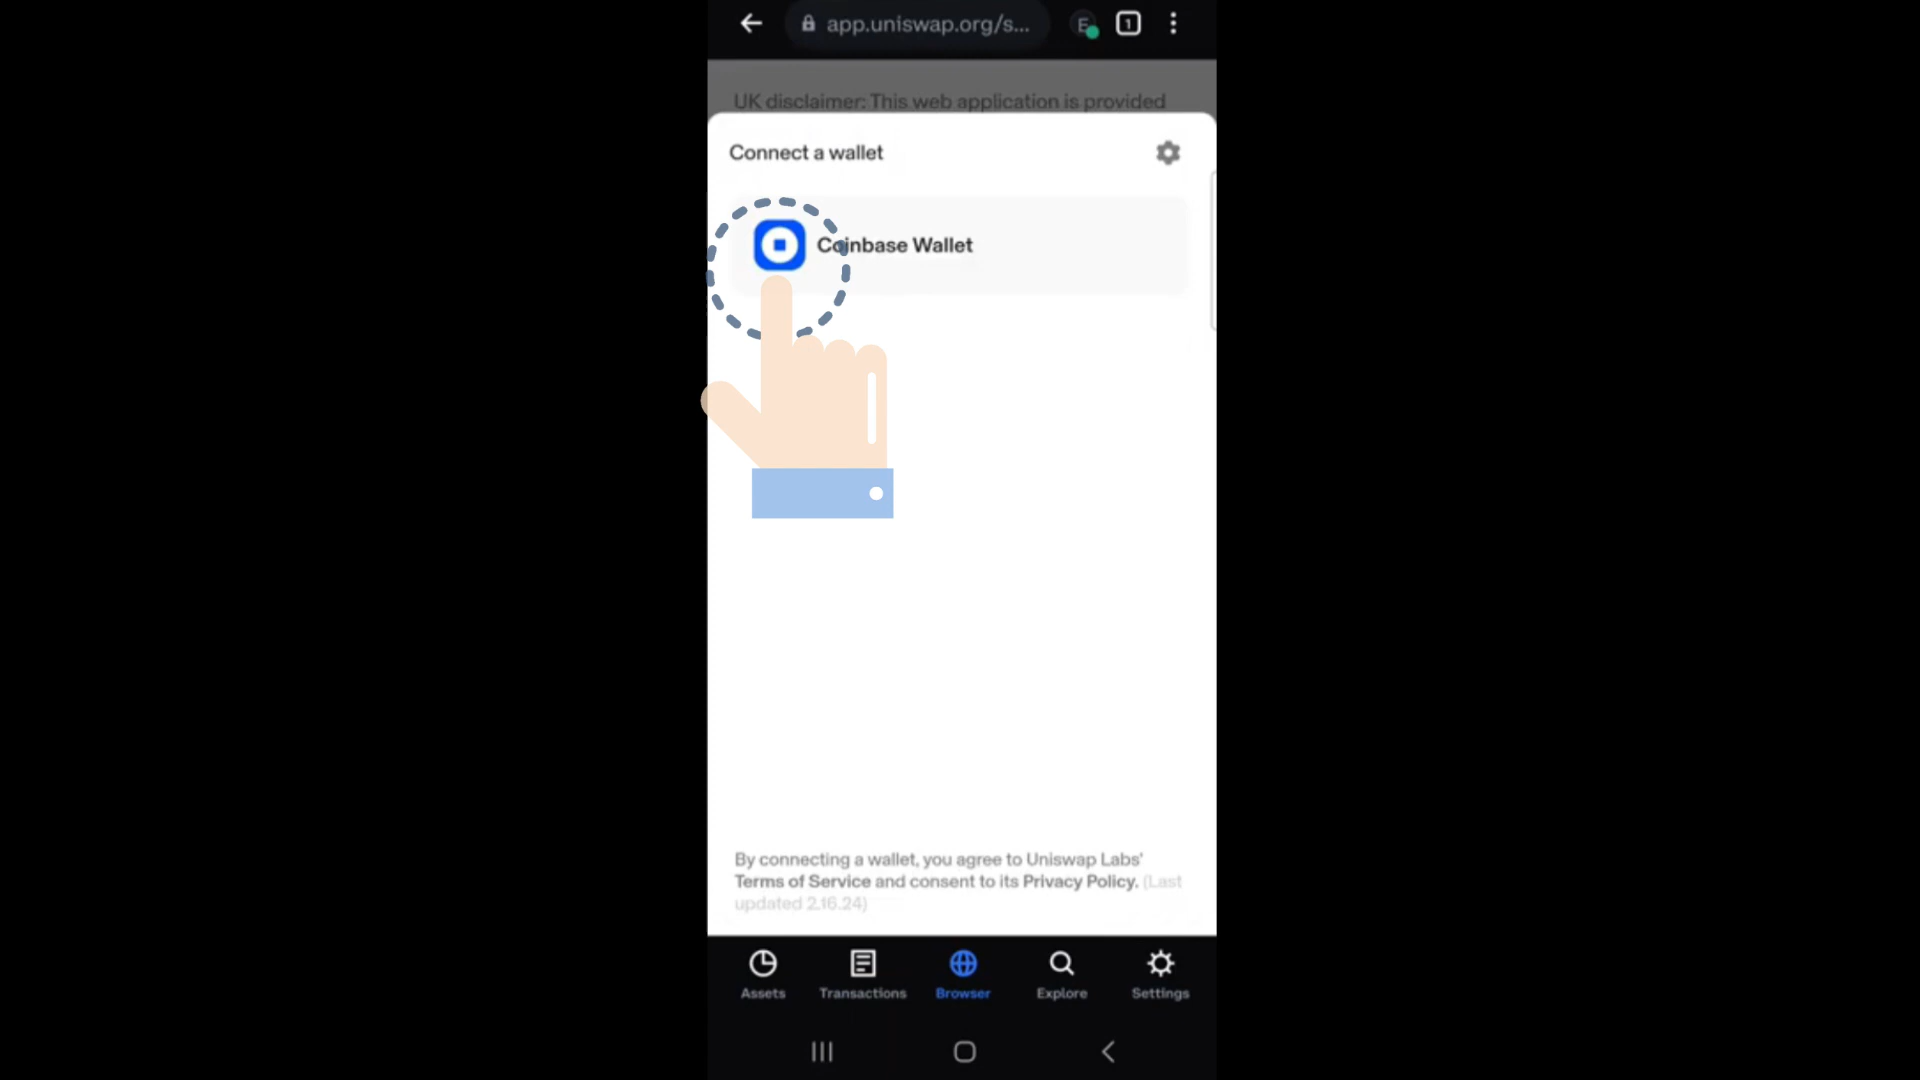 app.uniswap.org/s...
E
1
UK disclaimer: This web application is provided
Connect a wallet
Coinbase Wallet
By connecting a wallet, you agree to Uniswap Labs'
Terms of Service and consent to its Privacy Policy. (Last
updated 2.16.24)
Assets Transactions Browser Explore Settings